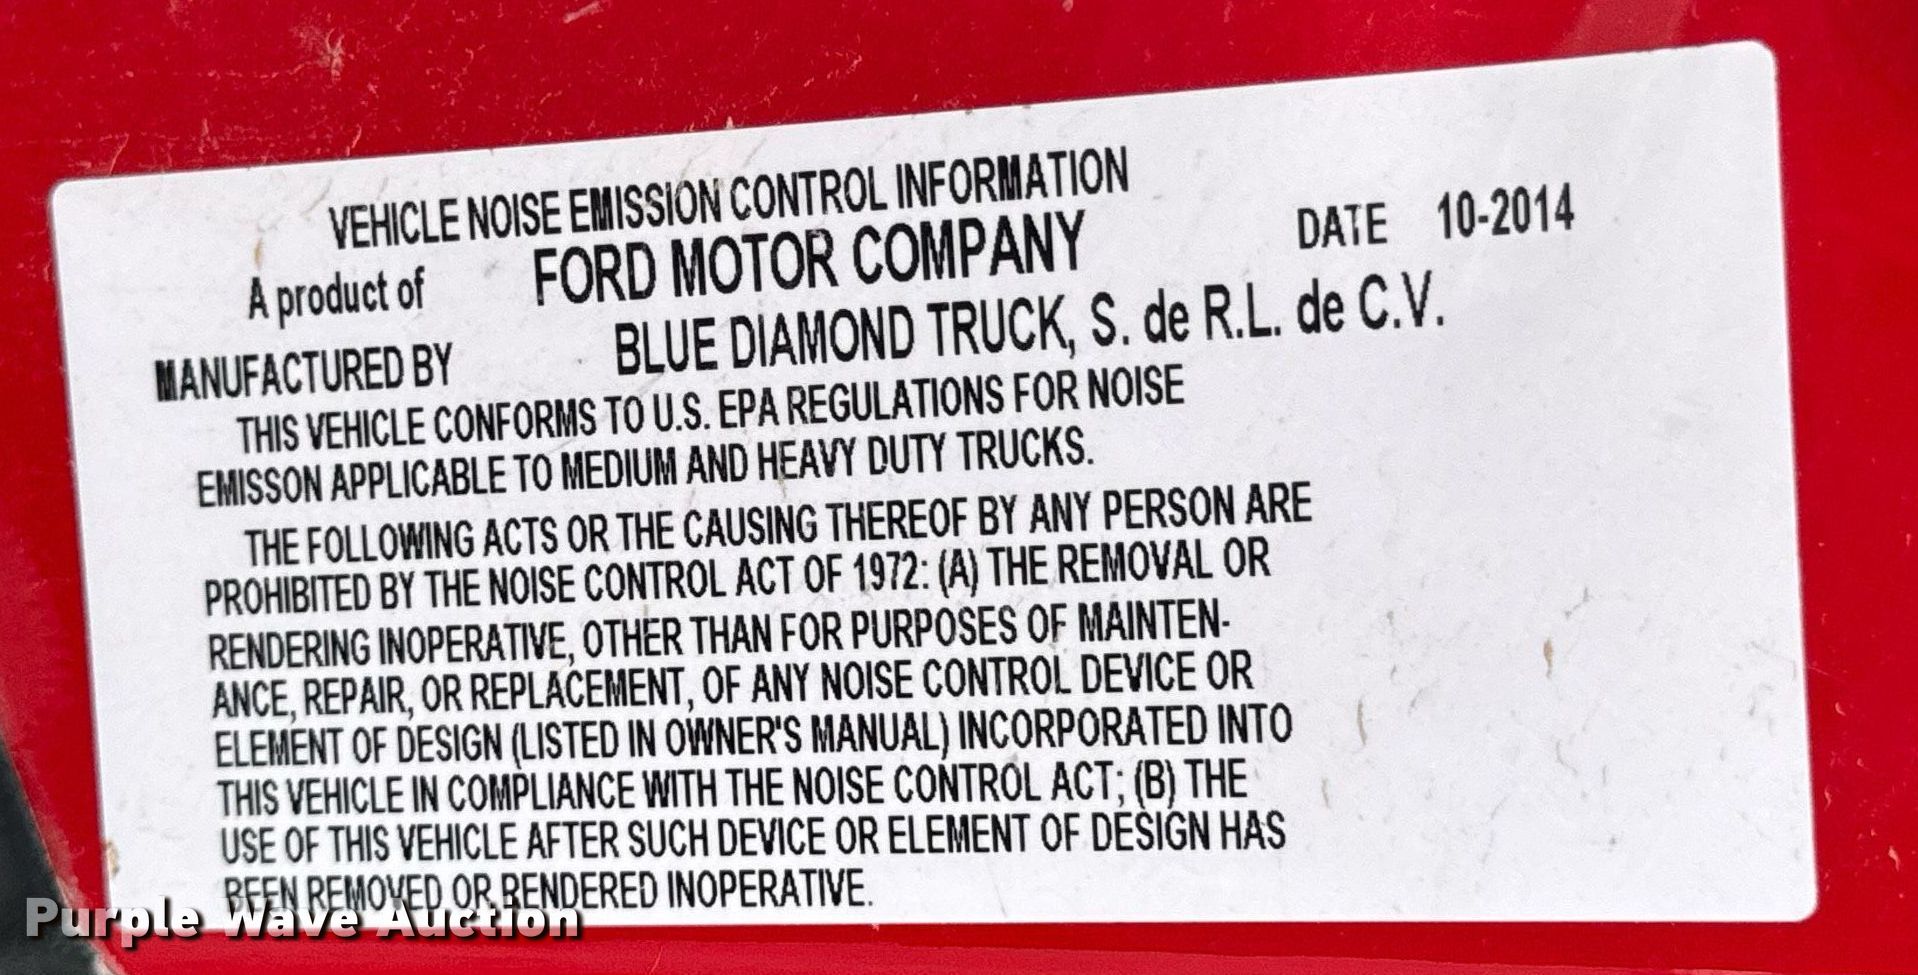 VEHICLE NOISE EMISSION CONTROL INFORMATION
A product of FORD MOTOR COMPANY DATE 10-2014
MANUFACTURED BY BLUE DIAMOND TRUCK, S. de R.L. de C.V.
THIS VEHICLE CONFORMS TO U.S. EPA REGULATIONS FOR NOISE
EMISSON APPLICABLE TO MEDIUM AND HEAVY DUTY TRUCKS.
THE FOLLOWING ACTS OR THE CAUSING THEREOF BY ANY PERSON ARE
PROHIBITED BY THE NOISE CONTROL ACT OF 1972: (A) THE REMOVAL OR
RENDERING INOPERATIVE, OTHER THAN FOR PURPOSES OF MAINTEN-
ANCE, REPAIR, OR REPLACEMENT, OF ANY NOISE CONTROL DEVICE OR
ELEMENT OF DESIGN (LISTED IN OWNER'S MANUAL) INCORPORATED INTO
THIS VEHICLE IN COMPLIANCE WITH THE NOISE CONTROL ACT; (B) THE
USE OF THIS VEHICLE AFTER SUCH DEVICE OR ELEMENT OF DESIGN HAS
BEEN REMOVED OR RENDERED INOPERATIVE.
Purple Wave Auction